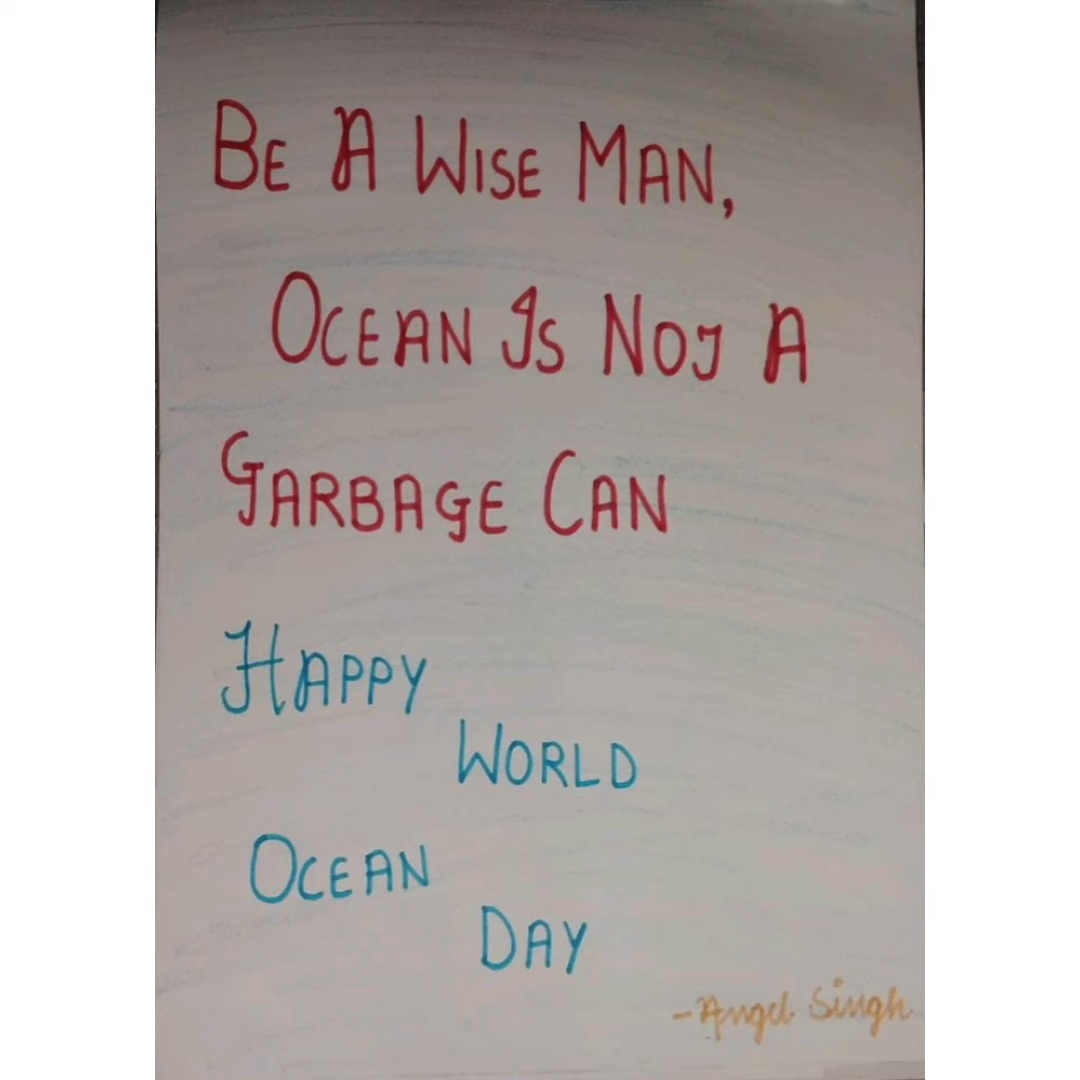 Be A Wise Man,
Ocean Is Not A
Garbage Can
Happy
World
Ocean
Day
-Angel Singh